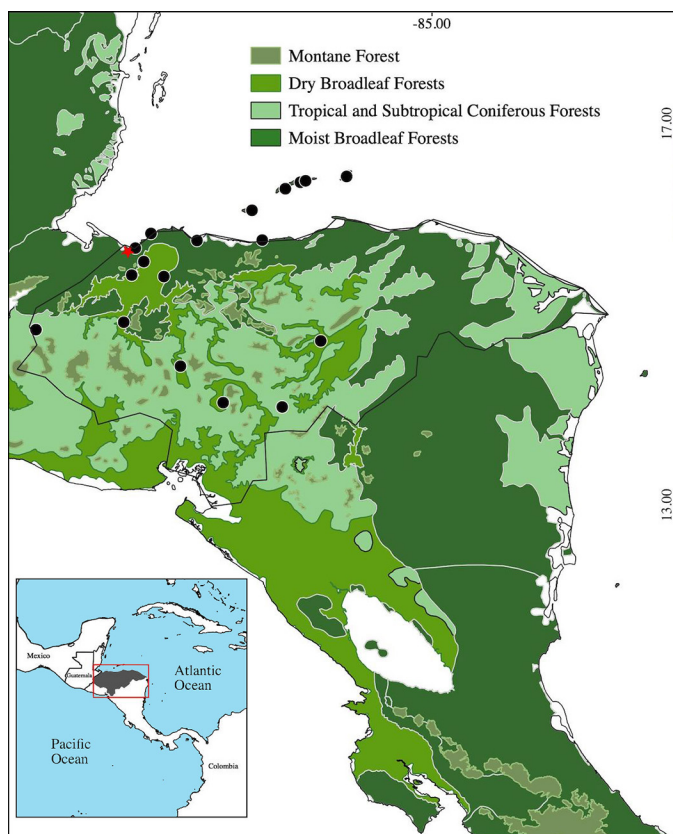 -85.00
Montane Forest
Dry Broadleaf Forests
Tropical and Subtropical Coniferous Forests
Moist Broadleaf Forests
17.00
13.00
Mexico
Guatemala
Atlantic
Ocean
Pacific
Ocean
Colombia